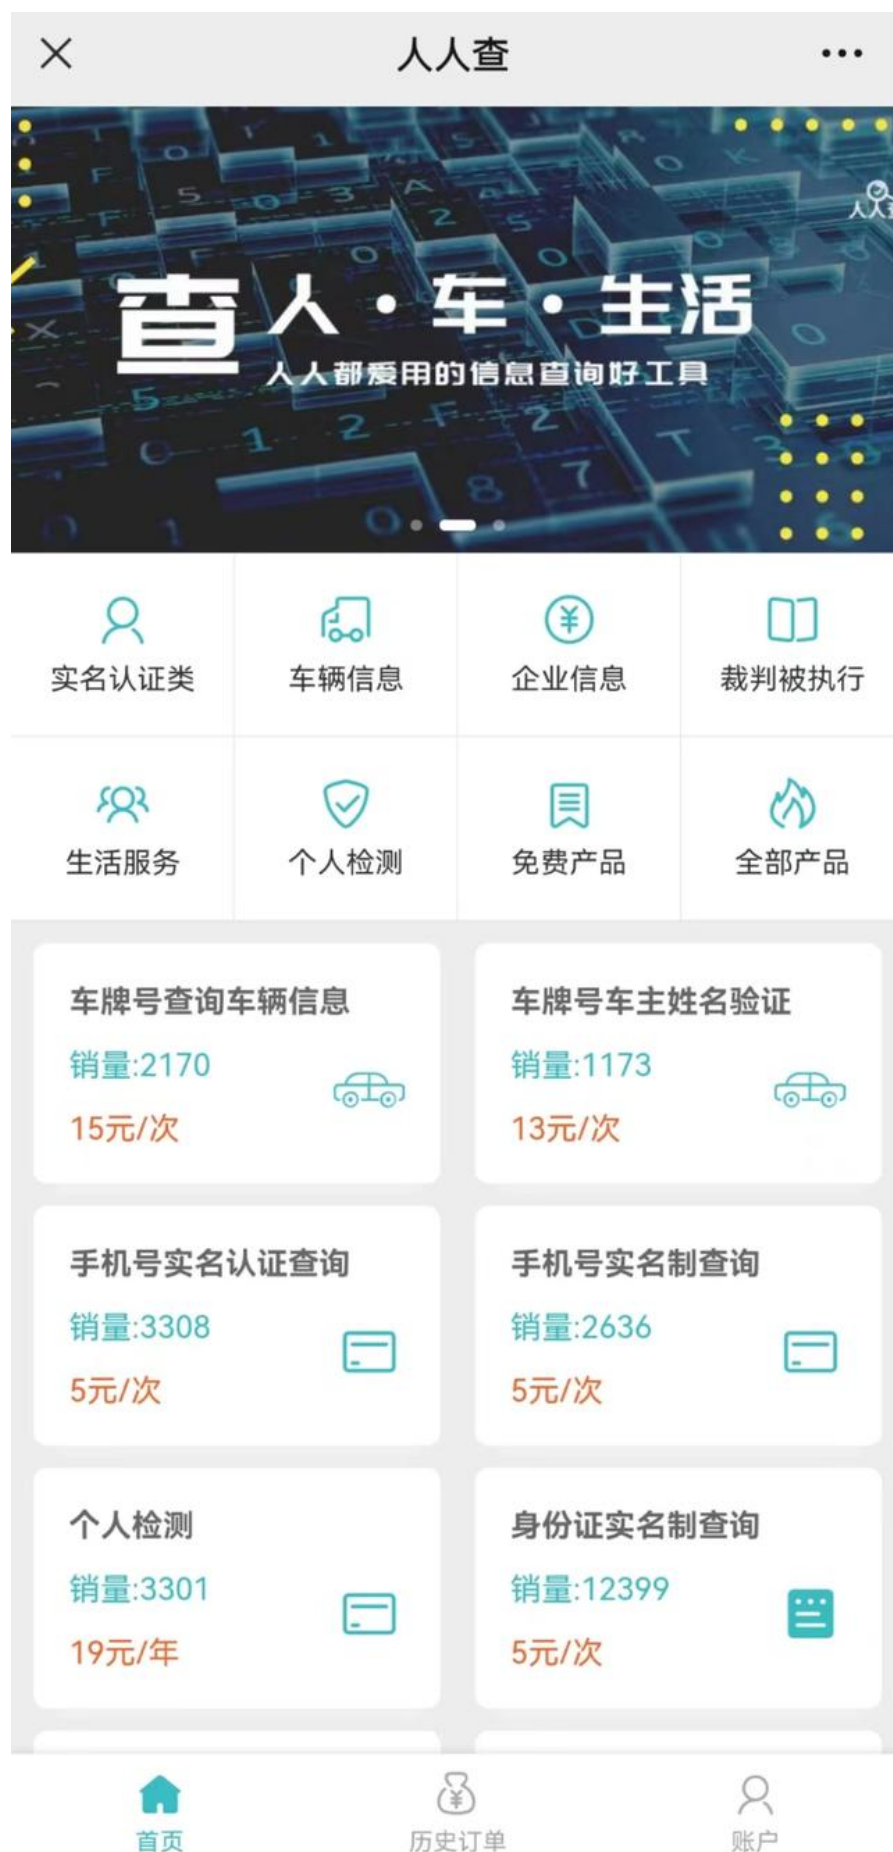 人人查
查人·车·生活
人人都爱用的信息查询好工具
实名认证类
车辆信息
企业信息
裁判被执行
生活服务
个人检测
免费产品
全部产品
车牌号查询车辆信息
销量:2170
15元/次
车牌号车主姓名验证
销量:1173
13元/次
手机号实名认证查询
销量:3308
5元/次
手机号实名制查询
销量:2636
5元/次
个人检测
销量:3301
19元/年
身份证实名制查询
销量:12399
5元/次
首页
历史订单
账户